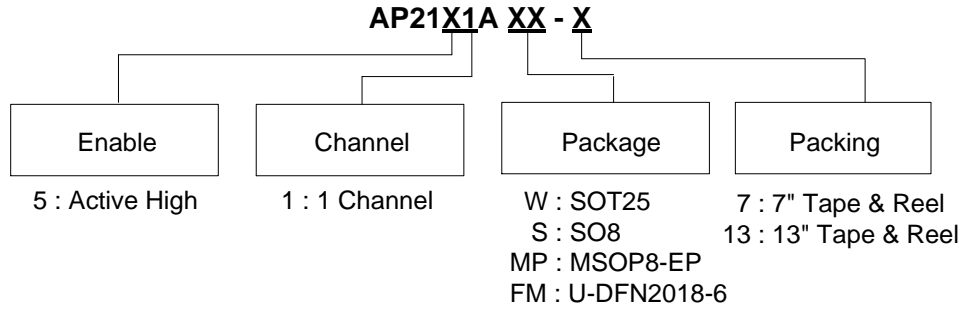 AP21X1A XX - X
Enable
Channel
Package
Packing
5 : Active High
1 : 1 Channel
W : SOT25
S : SO8
MP : MSOP8-EP
FM : U-DFN2018-6
7 : 7" Tape & Reel
13 : 13" Tape & Reel